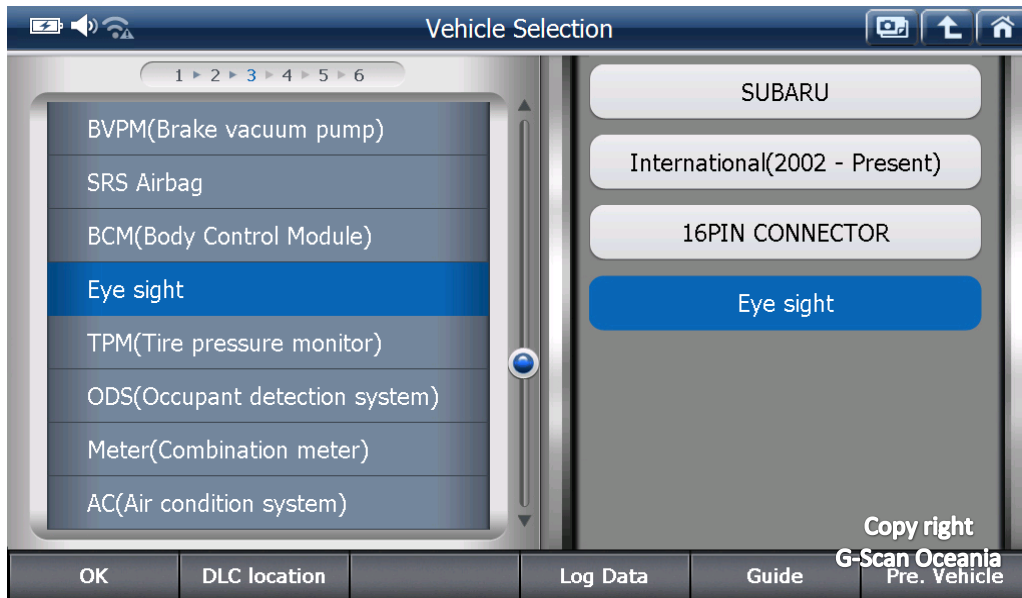 Vehicle Selection
1 2 3 4 5 6
BVPM(Brake vacuum pump)
SRS Airbag
BCM(Body Control Module)
Eye sight
TPM(Tire pressure monitor)
ODS(Occupant detection system)
Meter(Combination meter)
AC(Air condition system)
SUBARU
International(2002 - Present)
16PIN CONNECTOR
Eye sight
Copy right
G-Scan Oceania
OK DLC location Log Data Guide Pre. Vehicle